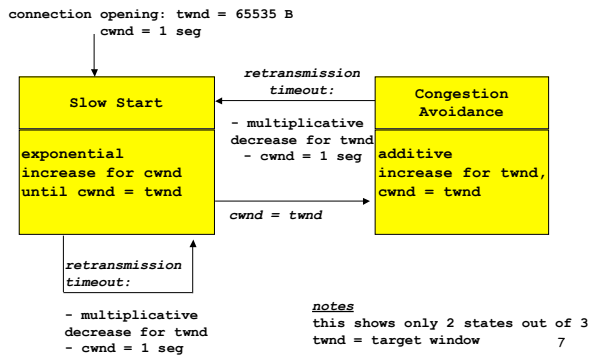 connection opening: twnd = 65535 B
cwnd = 1 seg
Slow Start
exponential
increase for cwnd
until cwnd = twnd
retransmission
timeout:
- multiplicative
decrease for twnd
- cwnd = 1 seg
Congestion
Avoidance
additive
increase for twnd,
cwnd = twnd
cwnd = twnd
retransmission
timeout:
- multiplicative
decrease for twnd
- cwnd = 1 seg
notes
this shows only 2 states out of 3
twnd = target window
7